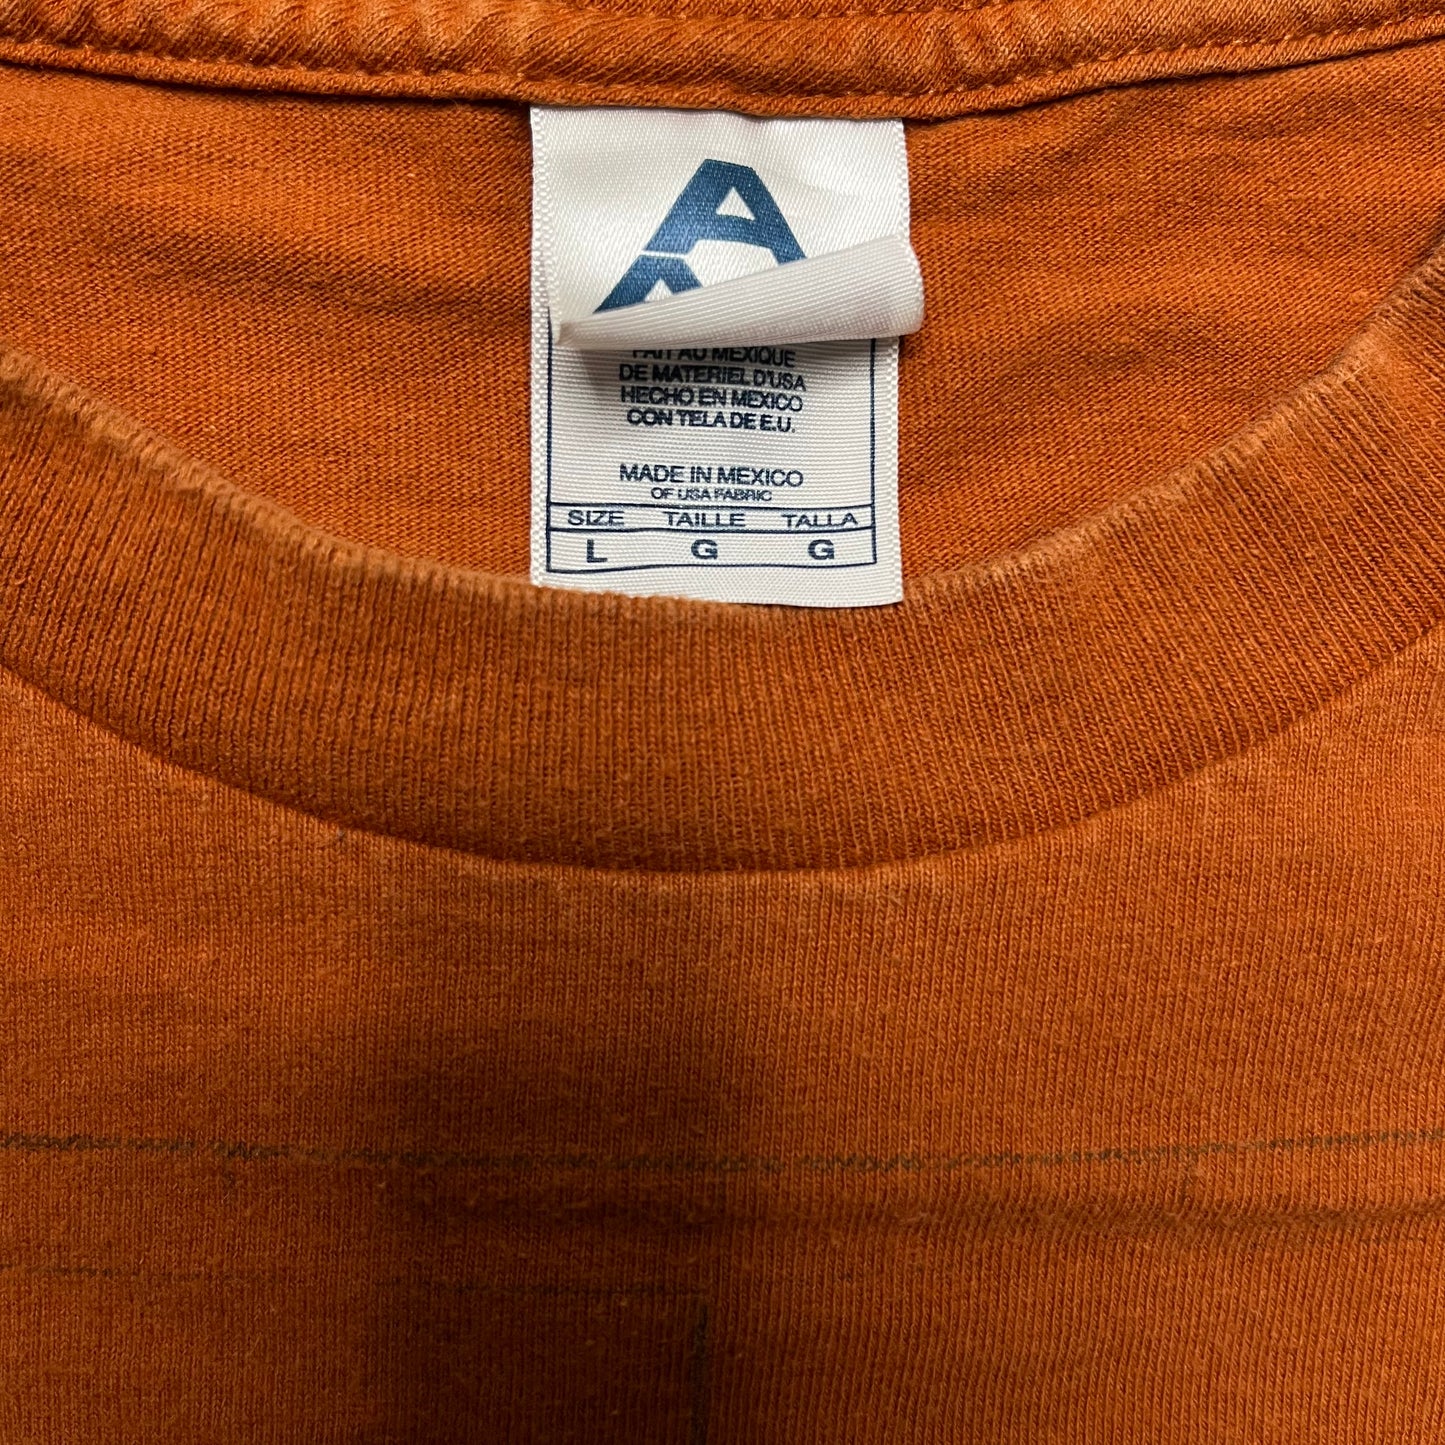 A
A
FAIT AU MEXIQUE
DE MATERIEL D'USA
HECHO EN MEXICO
CON TELA DE E.U.
MADE IN MEXICO
OF USA FABRIC
SIZE TAILLE TALLA
L G G